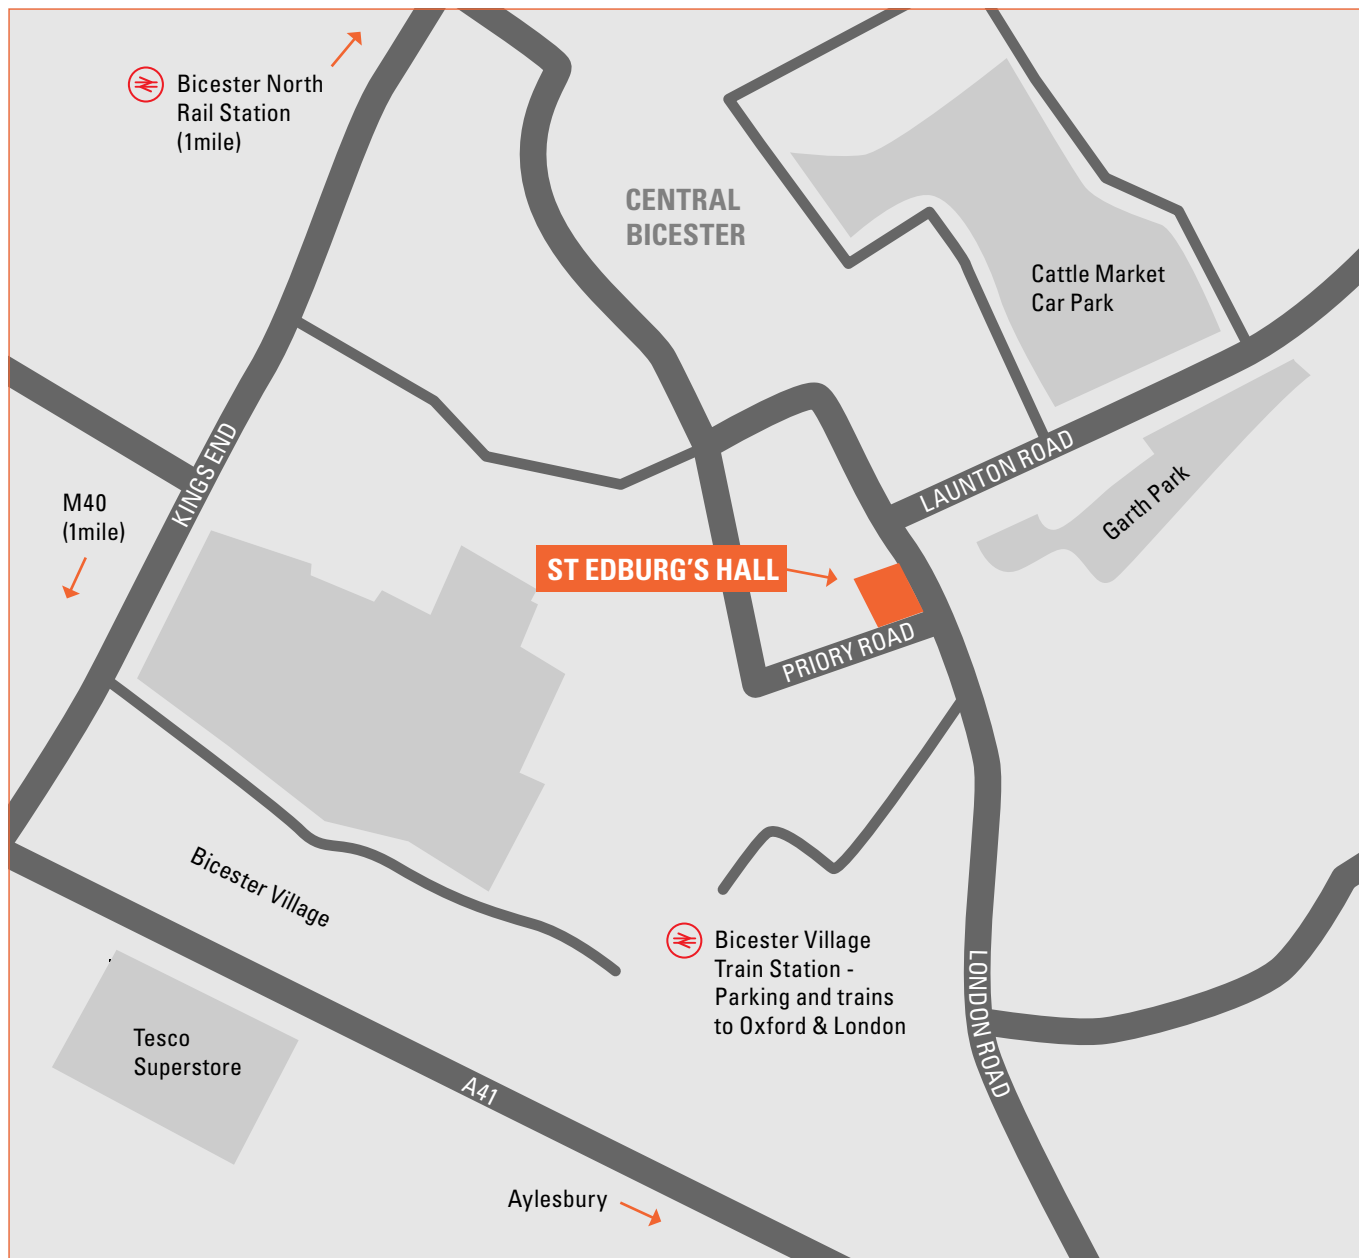 Bicester North
Rail Station
(1mile)
CENTRAL
BICESTER
Cattle Market
Car Park
KINGS END
LAUNTON ROAD
M40
(1mile)
Garth Park
ST EDBURG'S HALL
PRIORY ROAD
Bicester Village
Bicester Village
Train Station -
Parking and trains
to Oxford & London
LONDON ROAD
Tesco
Superstore
A41
Aylesbury